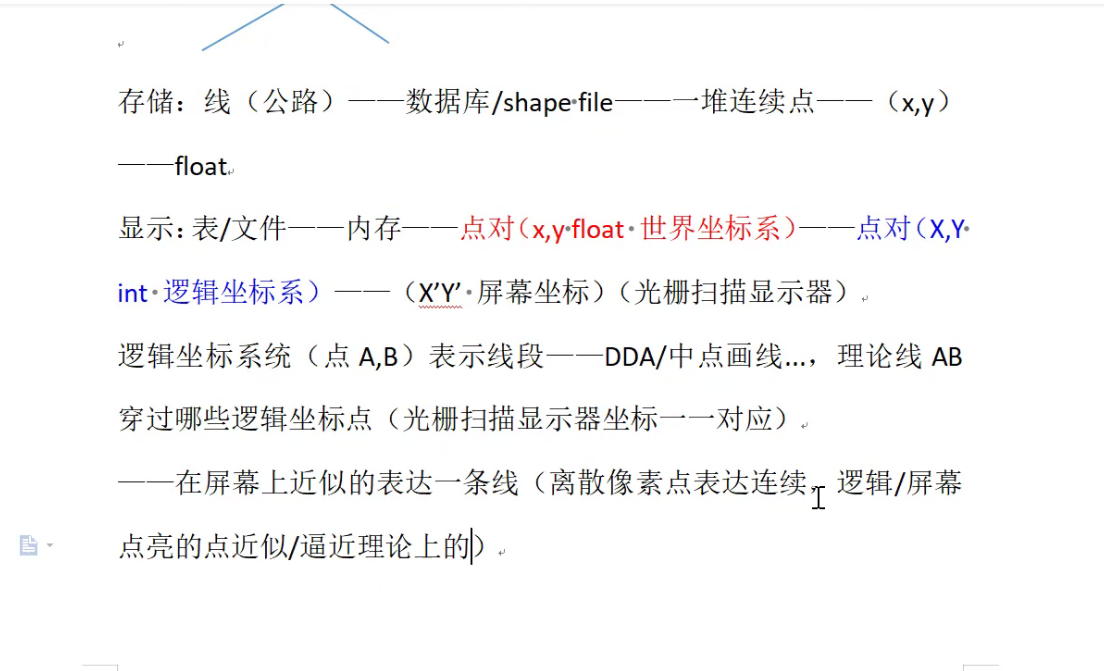 存储：线（公路）——数据库/shape file——一堆连续点——（x,y）
——float
显示：表/文件——内存——点对（x,y float 世界坐标系）——点对（X,Y
int 逻辑坐标系）——（X’Y’ 屏幕坐标）（光栅扫描显示器）
逻辑坐标系统（点 A,B）表示线段——DDA/中点画线…，理论线 AB
穿过哪些逻辑坐标点（光栅扫描显示器坐标一一对应）
——在屏幕上近似的表达一条线（离散像素点表达连续，逻辑/屏幕
点亮的点近似/逼近理论上的）